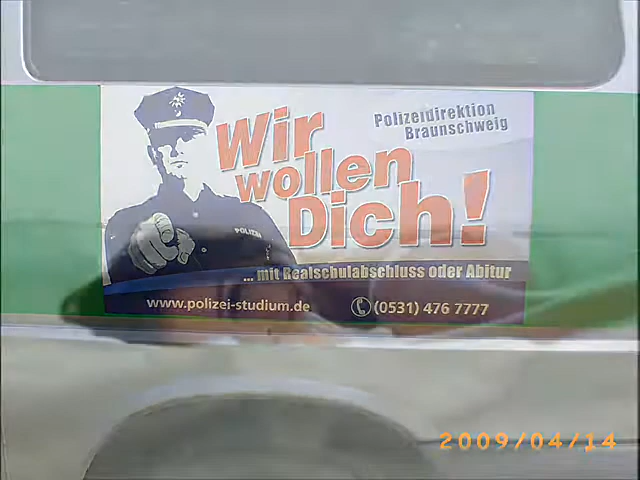 Polizeidirektion
Braunschweig
Wir
wollen
Dich!
POLIZEI
... mit Realschulabschluss oder Abitur
www.polizei-studium.de (0531) 476 7777
2009/04/14